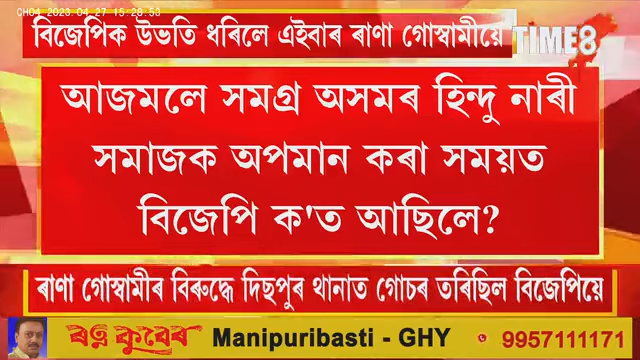 CH04 2023-04-27 15:28:53
বিজেপিক উভতি ধৰিলে এইবাৰ ৰাণা গোস্বামীয়ে
TIME8
আজমলে সমগ্ৰ অসমৰ হিন্দু নাৰী
সমাজক অপমান কৰা সময়ত
বিজেপি ক'ত আছিলে?
ৰাণা গোস্বামীৰ বিৰুদ্ধে দিছপুৰ থানাত গোচৰ তৰিছিল বিজেপিয়ে
ৰত্ন কুবেৰ Manipuribasti - GHY 9957111171